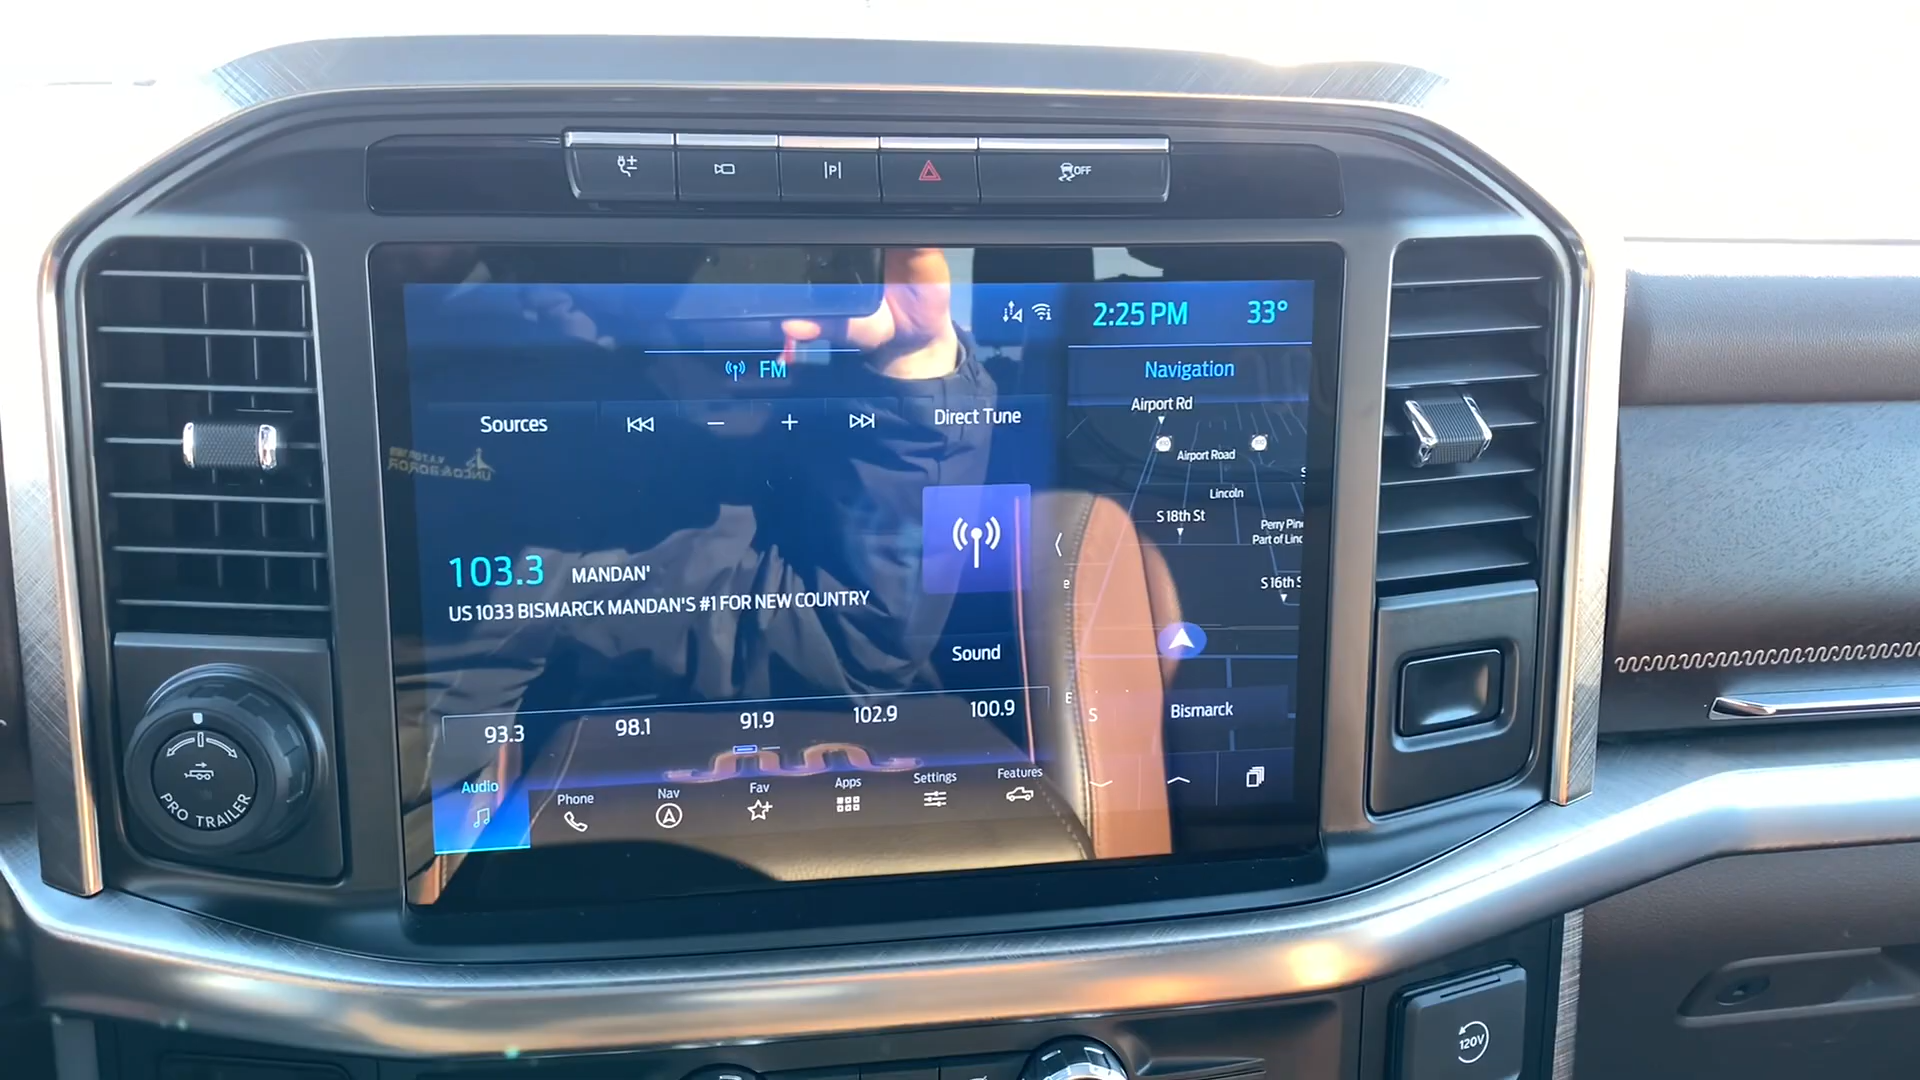 P
OFF
2:25 PM
33°
FM
Navigation
Sources
Direct Tune
Airport Rd
Airport Road
Lincoln
S 18th St
Perry Pine
Part of Linc
S 16th S
103.3 MANDAN'
US 1033 BISMARCK MANDAN'S #1 FOR NEW COUNTRY
Sound
93.3 98.1 91.9 102.9 100.9
S
Bismarck
Audio Phone Nav Fav Apps Settings Features
PRO TRAILER
120V